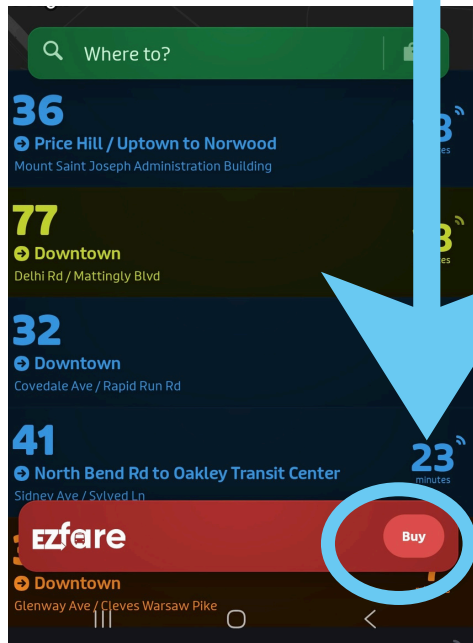 Where to?
36
Price Hill / Uptown to Norwood
Mount Saint Joseph Administration Building
77
Downtown
Delhi Rd / Mattingly Blvd
32
Downtown
Covedale Ave / Rapid Run Rd
41
23
North Bend Rd to Oakley Transit Center
minutes
Sidney Ave / Sylved Ln
EZfare
Buy
Downtown
Glenway Ave / Cleves Warsaw Pike